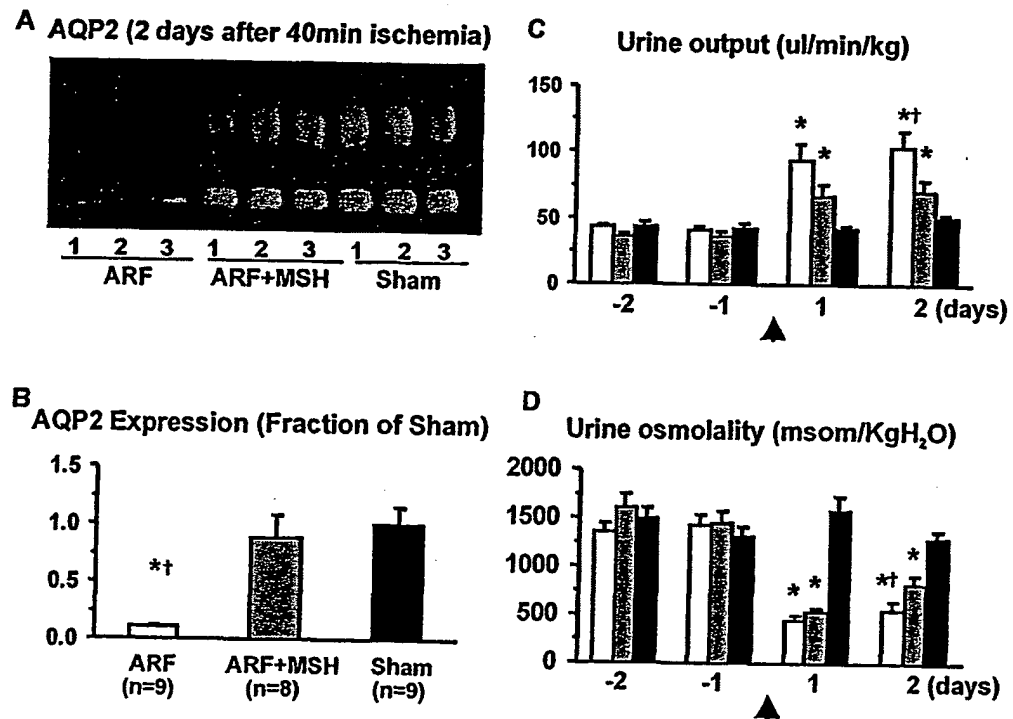 A AQP2 (2 days after 40min ischemia)
1 2 3 1 2 3 1 2 3
ARF ARF+MSH Sham
B
AQP2 Expression (Fraction of Sham)
1.5
1.0
0.5
0.0
*†
ARF ARF+MSH Sham
(n=9) (n=8) (n=9)
C
Urine output (ul/min/kg)
150
100
50
0
* * *† *
-2 -1 1 2 (days)
D
Urine osmolality (msom/KgH₂O)
2000
1500
1000
500
0
* * *† *
-2 -1 1 2 (days)